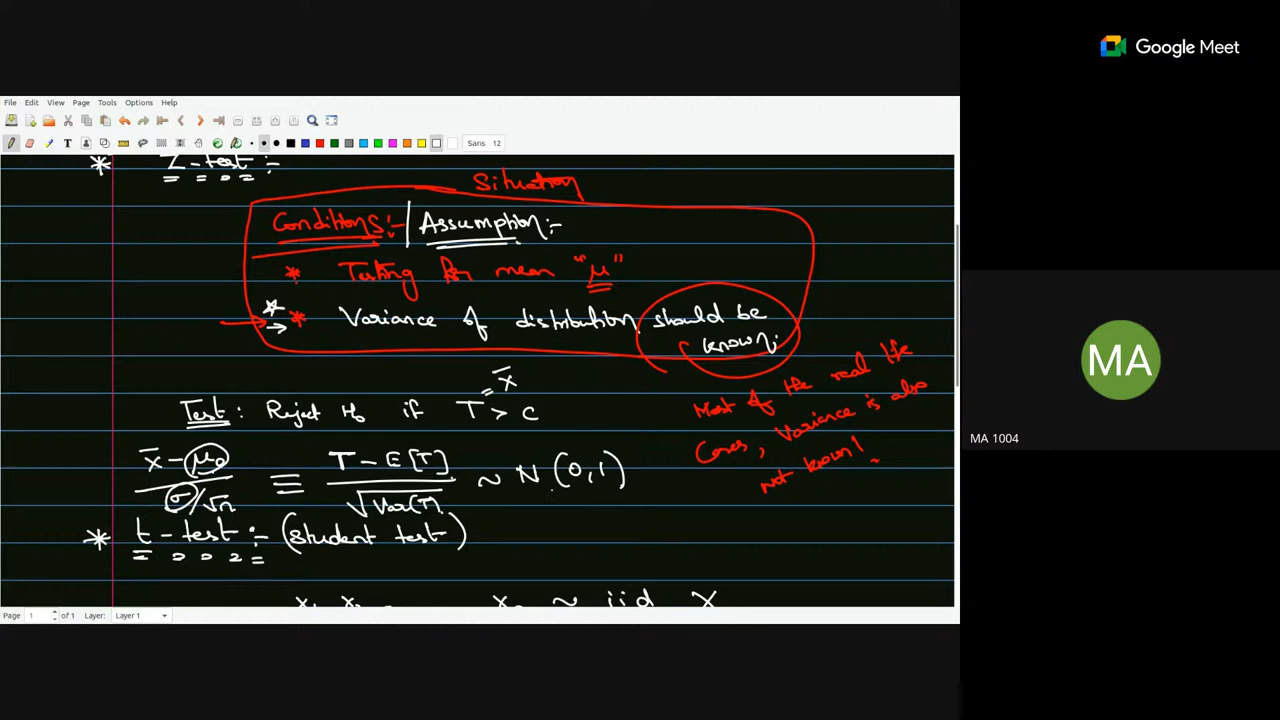 Google Meet
File Edit View Page Tools Options Help
Sans 12
* Z-test :-
Situation
Conditions :- | Assumption :-
* Testing for mean "μ"
* Variance of distribution should be
known.
Most of the real life
Cases, Variance is also
not known!
X̄
Test: Reject H₀ if T > c
X̄ - μ₀ / σ/√n ≡ T - E[T] / √Var(T) ~ N(0,1)
* t-test :- (student test)
~ iid X
MA
MA 1004
Page 1 of 1 Layer: Layer 1